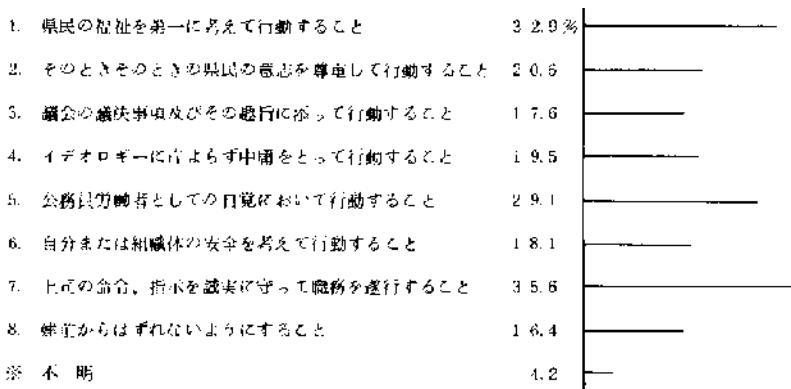 1. 県民の福祉を第一に考えて行動すること 32.9%
2. そのときそのときの県民の意志を尊重して行動すること 20.6
3. 議会の議決事項及びその趣旨に添って行動すること 17.6
4. イデオロギーに片よらず中庸をとって行動すること 19.5
5. 公務員労働者としての自覚において行動すること 29.1
6. 自分または組織体の安全を考えて行動すること 18.1
7. 上司の命令、指示を誠実に守って職務を遂行すること 35.6
8. からはずれないようにすること 16.4
※ 不明 4.2